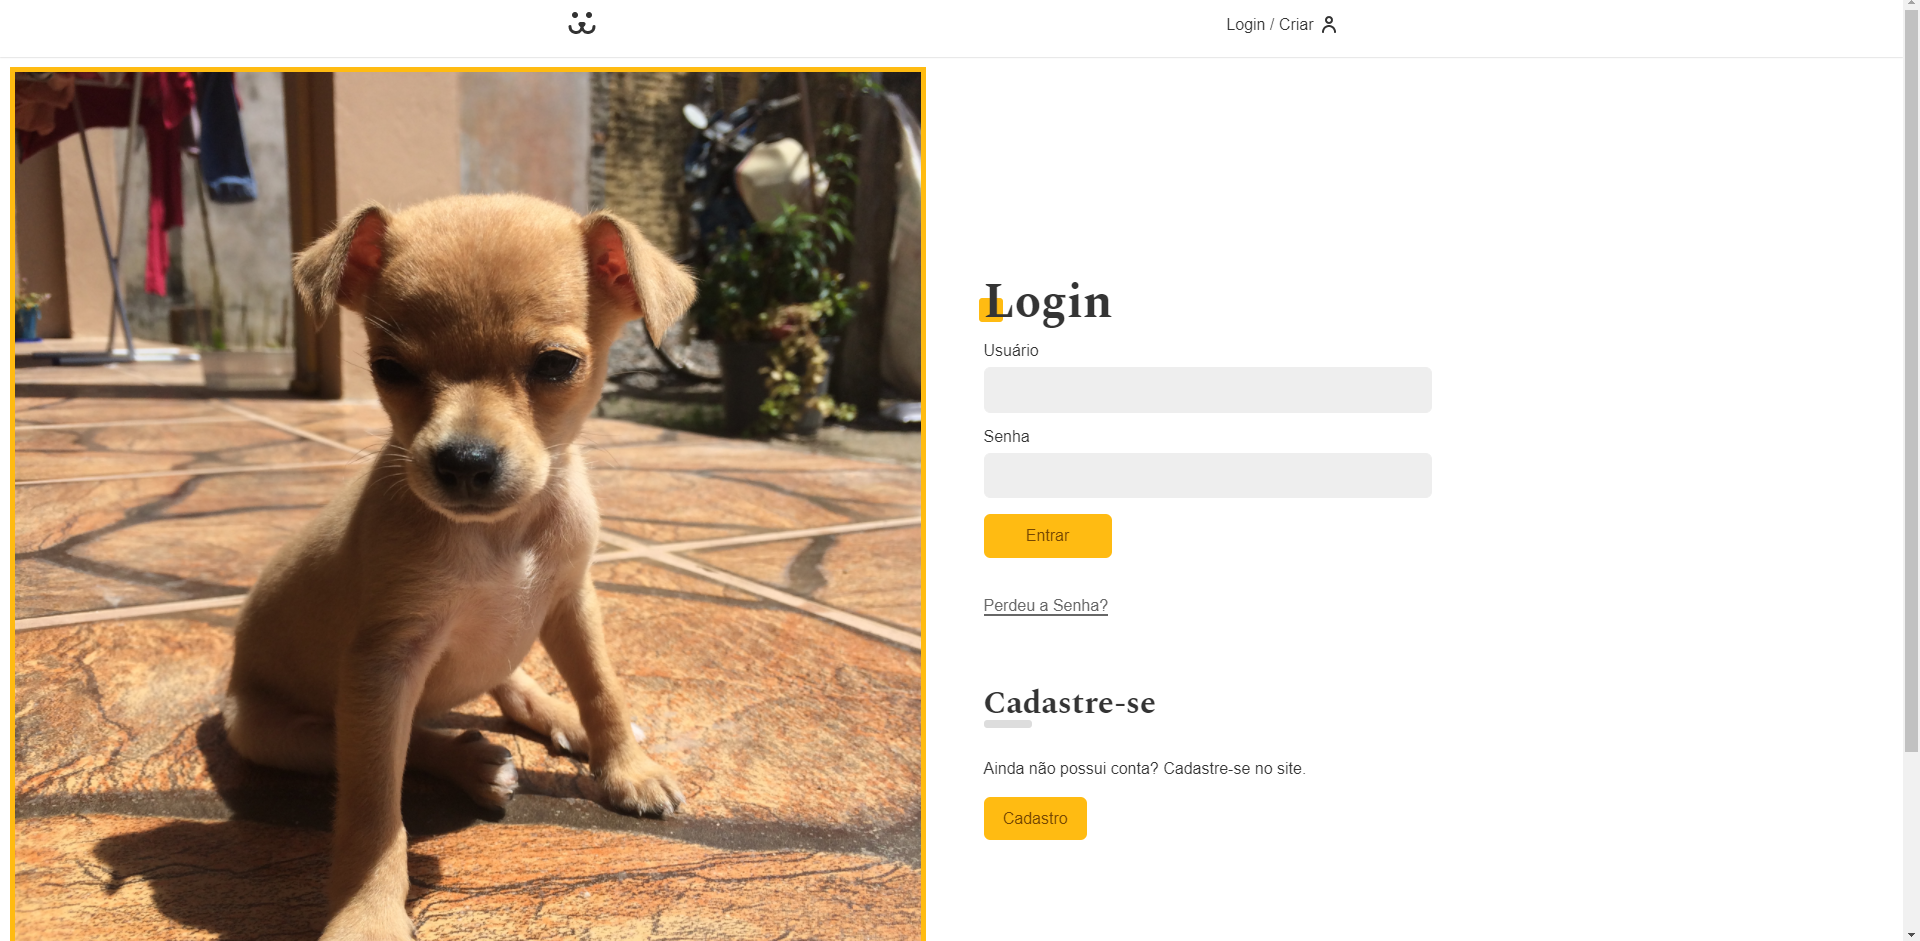 Login / Criar
Login
Usuário
Senha
Entrar
Perdeu a Senha?
Cadastre-se
Ainda não possui conta? Cadastre-se no site.
Cadastro